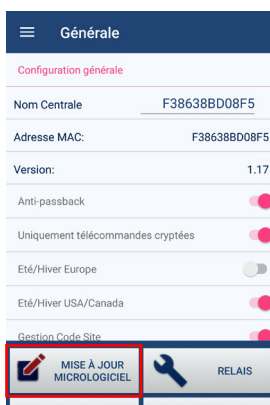 Générale
Configuration générale
Nom Centrale F38638BD08F5
Adresse MAC: F38638BD08F5
Version: 1.17
Anti-passback
Uniquement télécommandes cryptées
Eté/Hiver Europe
Eté/Hiver USA/Canada
Gestion Code Site
MISE À JOUR
MICROLOGICIEL
RELAIS